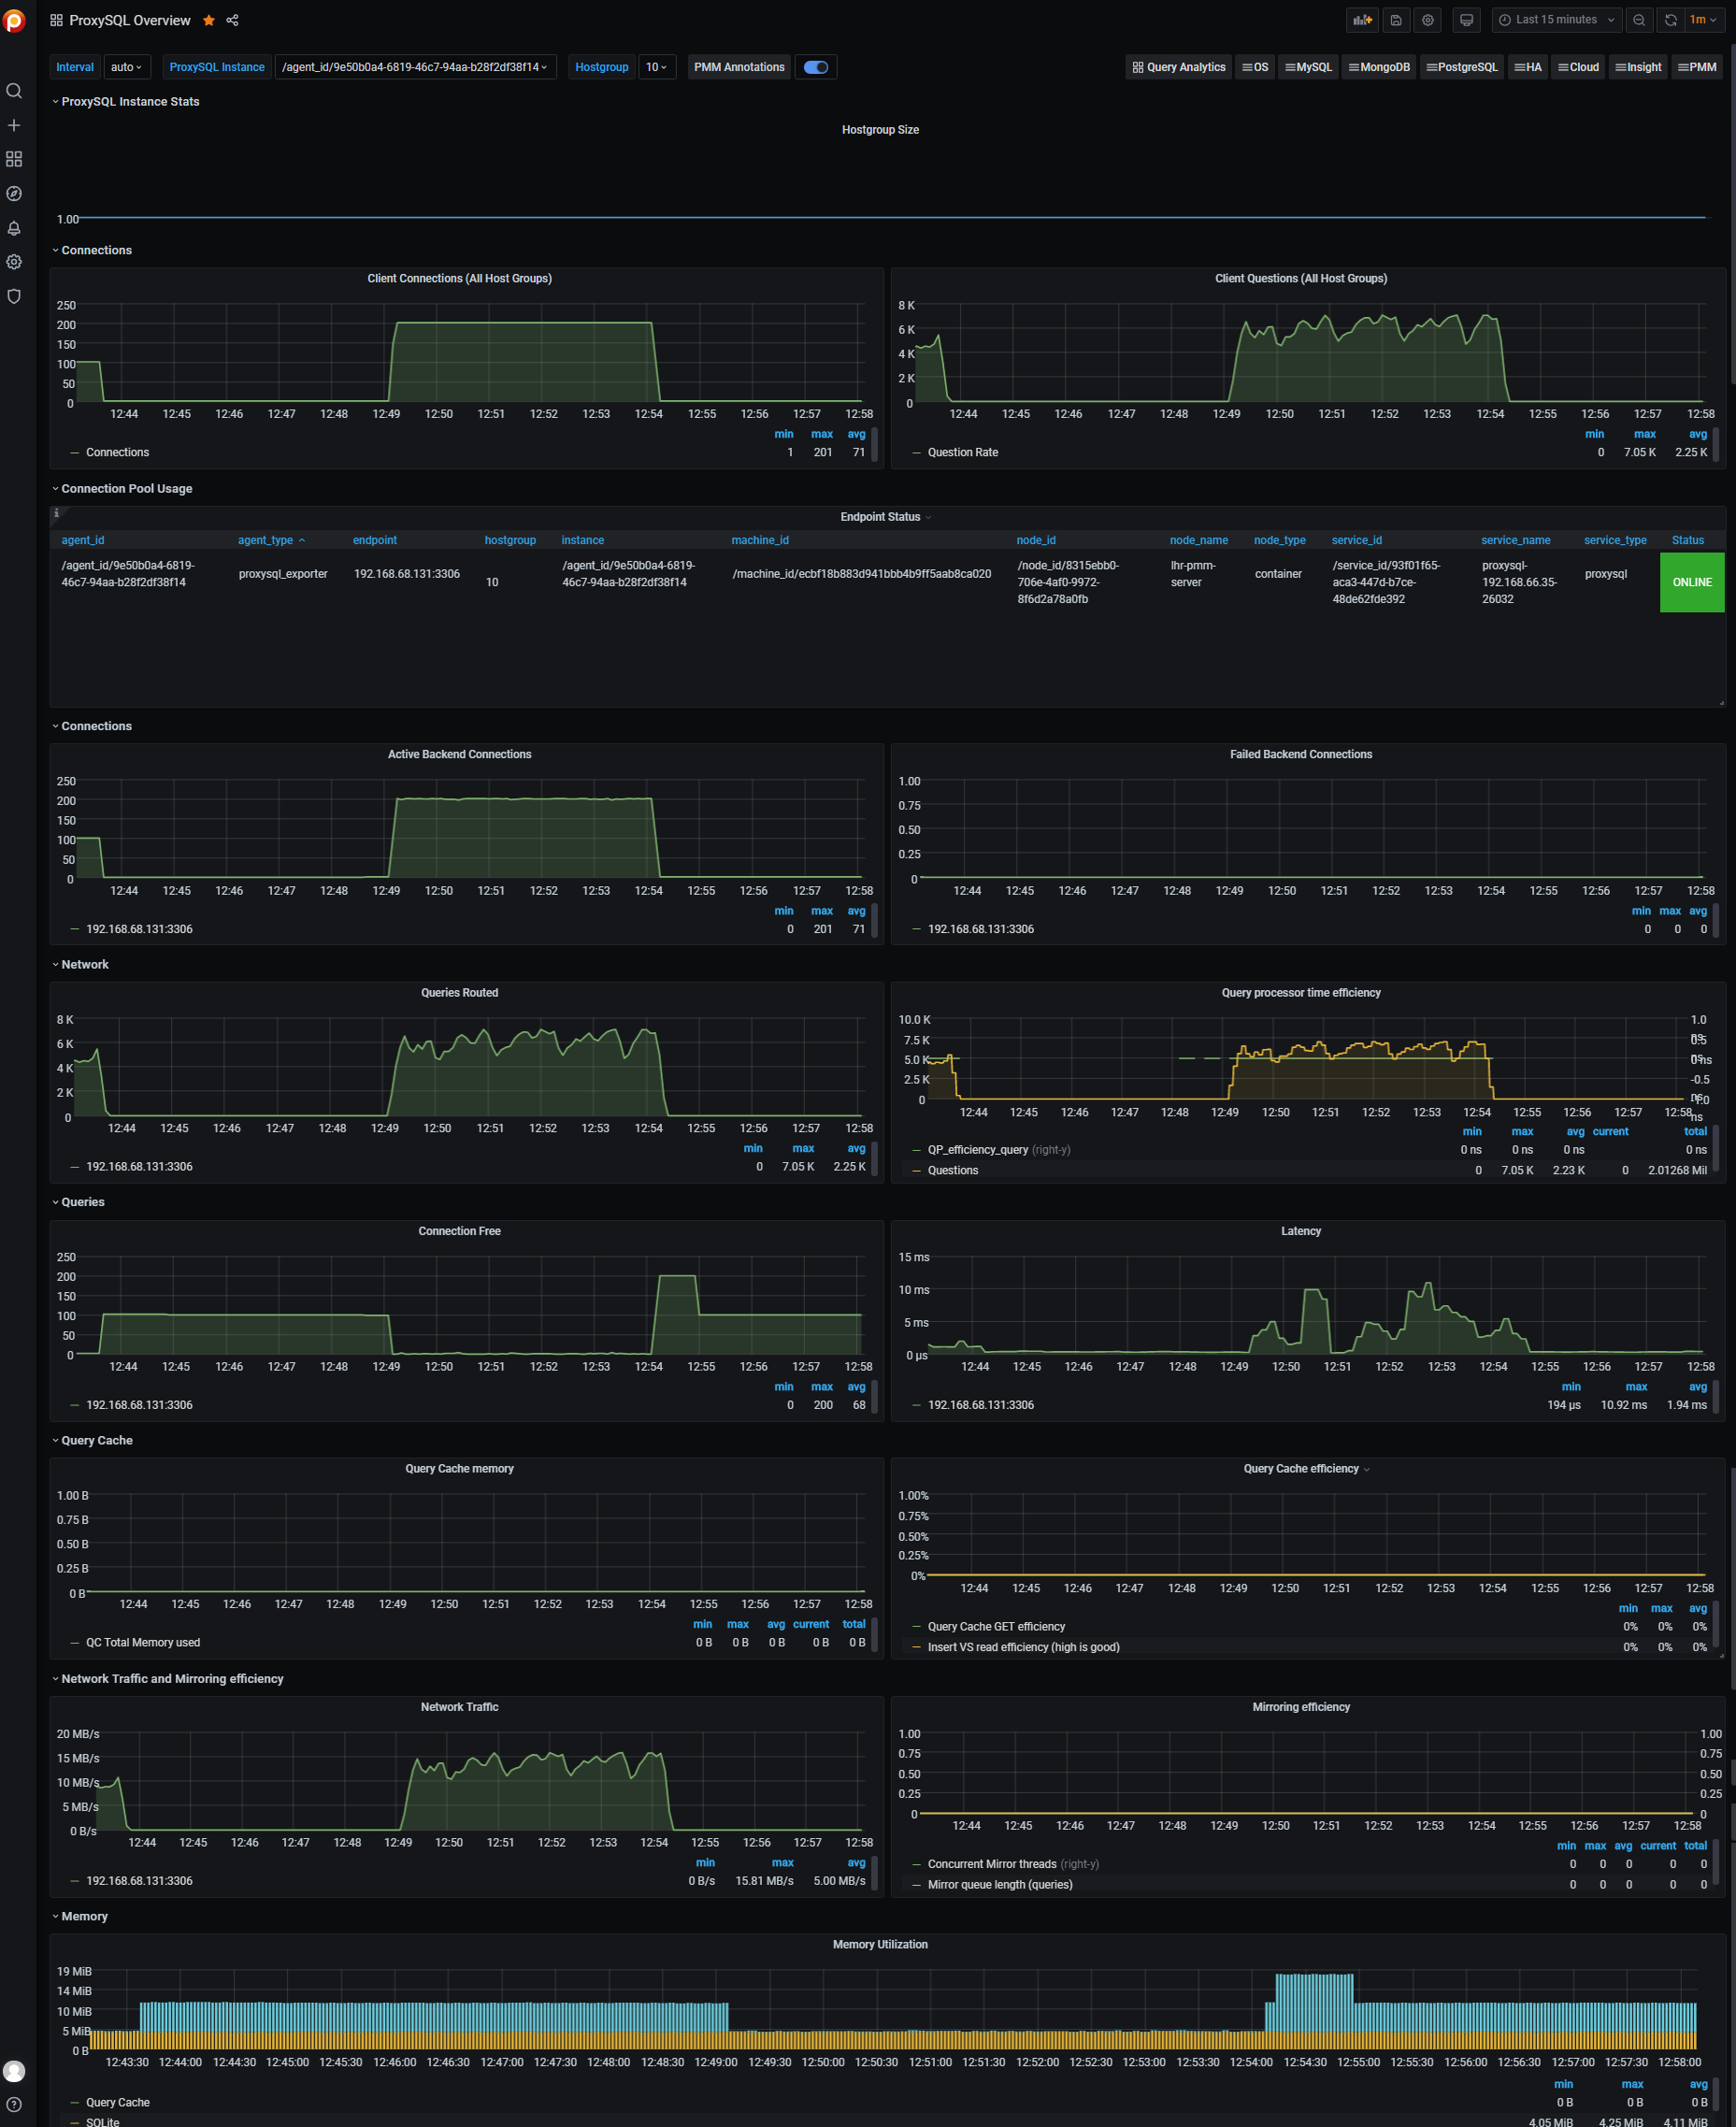 ProxySQL Overview
Last 15 minutes
1m
Interval auto ProxySQL Instance /agent_id/9e50b0a4-6819-46c7-94aa-b28f2df38f14 Hostgroup 10 PMM Annotations
Query Analytics OS MySQL MongoDB PostgreSQL HA Cloud Insight PMM
ProxySQL Instance Stats
Hostgroup Size
1.00
Connections
Client Connections (All Host Groups)
250
200
150
100
50
0
12:44 12:45 12:46 12:47 12:48 12:49 12:50 12:51 12:52 12:53 12:54 12:55 12:56 12:57 12:58
min max avg
Connections 1 201 71
Client Questions (All Host Groups)
8 K
6 K
4 K
2 K
0
12:44 12:45 12:46 12:47 12:48 12:49 12:50 12:51 12:52 12:53 12:54 12:55 12:56 12:57 12:58
min max avg
Question Rate 0 7.05 K 2.25 K
Connection Pool Usage
Endpoint Status
agent_id agent_type endpoint hostgroup instance machine_id node_id node_name node_type service_id service_name service_type Status
/agent_id/9e50b0a4-6819-46c7-94aa-b28f2df38f14 proxysql_exporter 192.168.68.131:3306 10 /agent_id/9e50b0a4-6819-46c7-94aa-b28f2df38f14 /machine_id/ecbf18b883d941bbb4b9ff5aab8ca020 /node_id/8315ebb0-706e-4af0-9972-8f6d2a78a0fb lhr-pmm-server container /service_id/93f01f65-aca3-447d-b7ce-48de62fde392 proxysql-192.168.66.35-26032 proxysql ONLINE
Connections
Active Backend Connections
250
200
150
100
50
0
12:44 12:45 12:46 12:47 12:48 12:49 12:50 12:51 12:52 12:53 12:54 12:55 12:56 12:57 12:58
min max avg
192.168.68.131:3306 0 201 71
Failed Backend Connections
1.00
0.75
0.50
0.25
0
12:44 12:45 12:46 12:47 12:48 12:49 12:50 12:51 12:52 12:53 12:54 12:55 12:56 12:57 12:58
min max avg
192.168.68.131:3306 0 0 0
Network
Queries Routed
8 K
6 K
4 K
2 K
0
12:44 12:45 12:46 12:47 12:48 12:49 12:50 12:51 12:52 12:53 12:54 12:55 12:56 12:57 12:58
min max avg
192.168.68.131:3306 0 7.05 K 2.25 K
Query processor time efficiency
10.0 K 1.0
7.5 K 0.5
5.0 K 0 ns
2.5 K -0.5
0 -1.0
ns
12:44 12:45 12:46 12:47 12:48 12:49 12:50 12:51 12:52 12:53 12:54 12:55 12:56 12:57 12:58
min max avg current total
QP_efficiency_query (right-y) 0 ns 0 ns 0 ns 0 ns
Questions 0 7.05 K 2.23 K 0 2.01268 Mil
Queries
Connection Free
250
200
150
100
50
0
12:44 12:45 12:46 12:47 12:48 12:49 12:50 12:51 12:52 12:53 12:54 12:55 12:56 12:57 12:58
min max avg
192.168.68.131:3306 0 200 68
Latency
15 ms
10 ms
5 ms
0 µs
12:44 12:45 12:46 12:47 12:48 12:49 12:50 12:51 12:52 12:53 12:54 12:55 12:56 12:57 12:58
min max avg
192.168.68.131:3306 194 µs 10.92 ms 1.94 ms
Query Cache
Query Cache memory
1.00 B
0.75 B
0.50 B
0.25 B
0 B
12:44 12:45 12:46 12:47 12:48 12:49 12:50 12:51 12:52 12:53 12:54 12:55 12:56 12:57 12:58
min max avg current total
QC Total Memory used 0 B 0 B 0 B 0 B 0 B
Query Cache efficiency
1.00%
0.75%
0.50%
0.25%
0%
12:44 12:45 12:46 12:47 12:48 12:49 12:50 12:51 12:52 12:53 12:54 12:55 12:56 12:57 12:58
min max avg
Query Cache GET efficiency 0% 0% 0%
Insert VS read efficiency (high is good) 0% 0% 0%
Network Traffic and Mirroring efficiency
Network Traffic
20 MB/s
15 MB/s
10 MB/s
5 MB/s
0 B/s
12:44 12:45 12:46 12:47 12:48 12:49 12:50 12:51 12:52 12:53 12:54 12:55 12:56 12:57 12:58
min max avg
192.168.68.131:3306 0 B/s 15.81 MB/s 5.00 MB/s
Mirroring efficiency
1.00 1.00
0.75 0.75
0.50 0.50
0.25 0.25
0 0
12:44 12:45 12:46 12:47 12:48 12:49 12:50 12:51 12:52 12:53 12:54 12:55 12:56 12:57 12:58
min max avg current total
Concurrent Mirror threads (right-y) 0 0 0 0 0
Mirror queue length (queries) 0 0 0 0 0
Memory
Memory Utilization
19 MiB
14 MiB
10 MiB
5 MiB
0 B
12:43:30 12:44:00 12:44:30 12:45:00 12:45:30 12:46:00 12:46:30 12:47:00 12:47:30 12:48:00 12:48:30 12:49:00 12:49:30 12:50:00 12:50:30 12:51:00 12:51:30 12:52:00 12:52:30 12:53:00 12:53:30 12:54:00 12:54:30 12:55:00 12:55:30 12:56:00 12:56:30 12:57:00 12:57:30 12:58:00
min max avg
Query Cache 0 B 0 B 0 B
SQLite 4.05 MiB 4.25 MiB 4.11 MiB